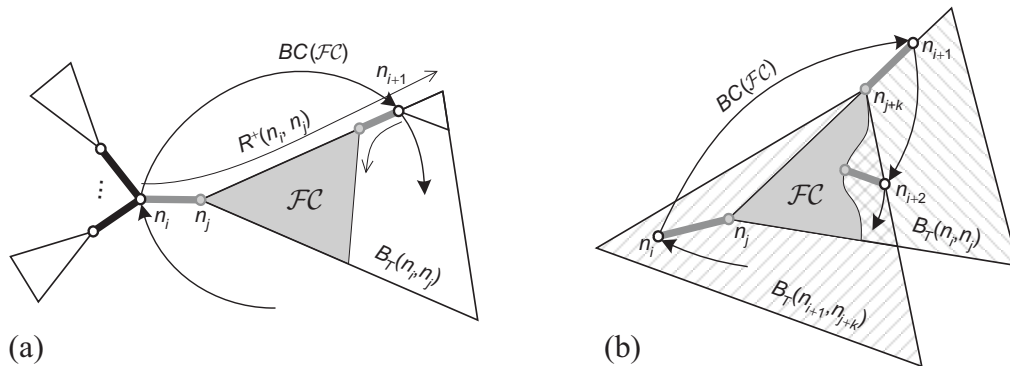 BC(FC)
n_{i+1}
R⁺(n_i, n_j)
...
n_i
n_j
FC
B_T(n_i, n_j)
(a)
n_{i+1}
BC(FC)
n_{j+k}
FC
n_{i+2}
n_i
n_j
B_T(n_i, n_j)
B_T(n_{i+1}, n_{j+k})
(b)